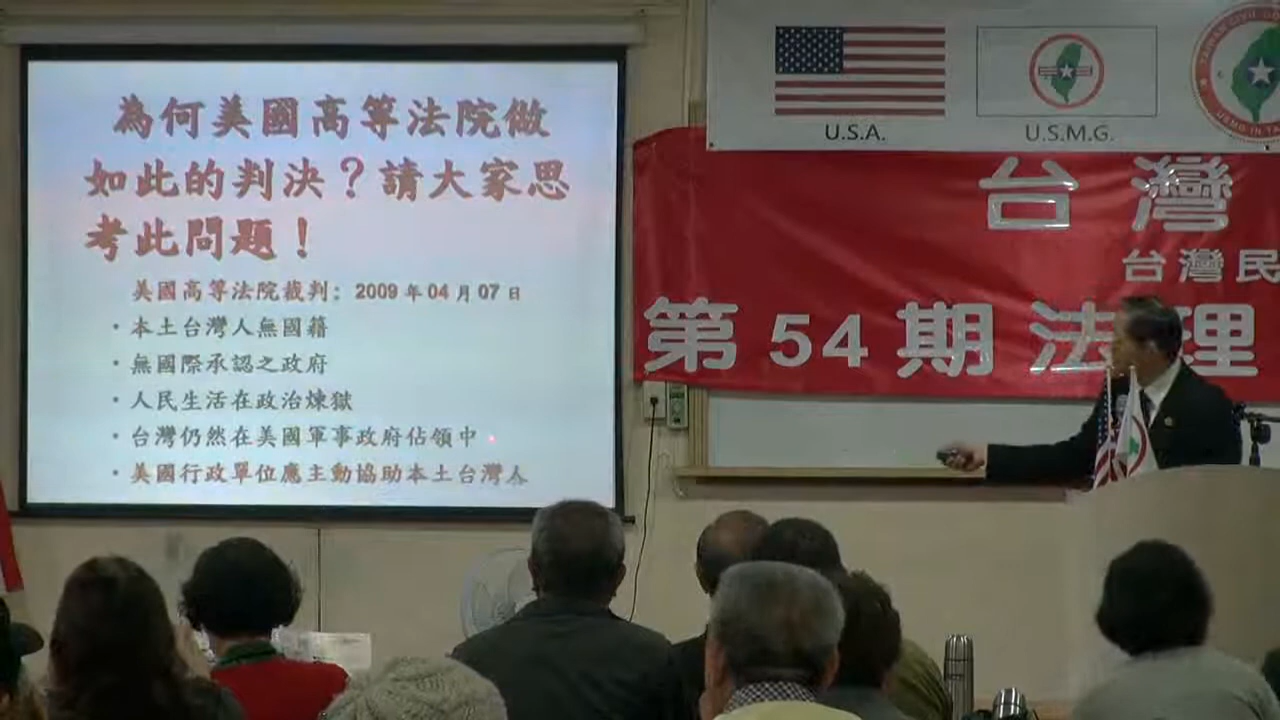 為何美國高等法院做
如此的判決？請大家思
考此問題！
美國高等法院裁判：2009 年 04 月 07 日
・本土台灣人無國籍
・無國際承認之政府
・人民生活在政治煉獄
・台灣仍然在美國軍事政府佔領中
・美國行政單位應主動協助本土台灣人
U.S.A.
U.S.M.G.
台灣
台灣民
第54期法理